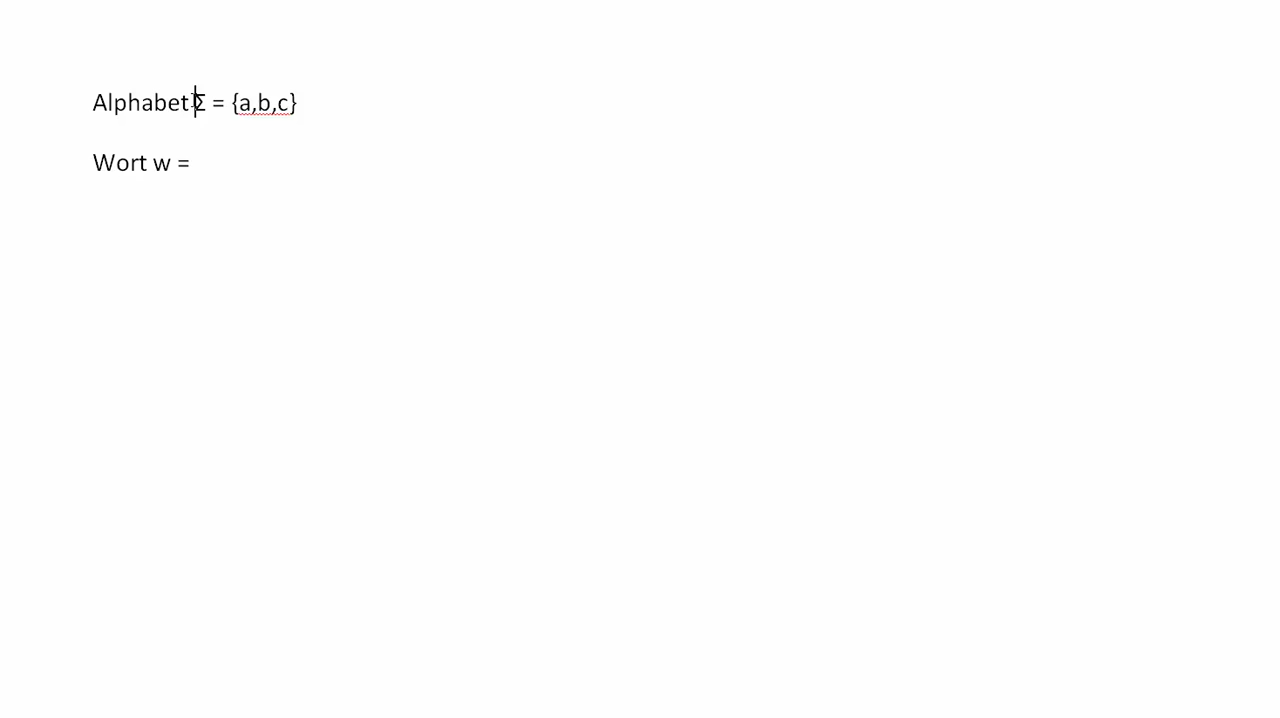 Alphabet Σ = {a,b,c}
Wort w =